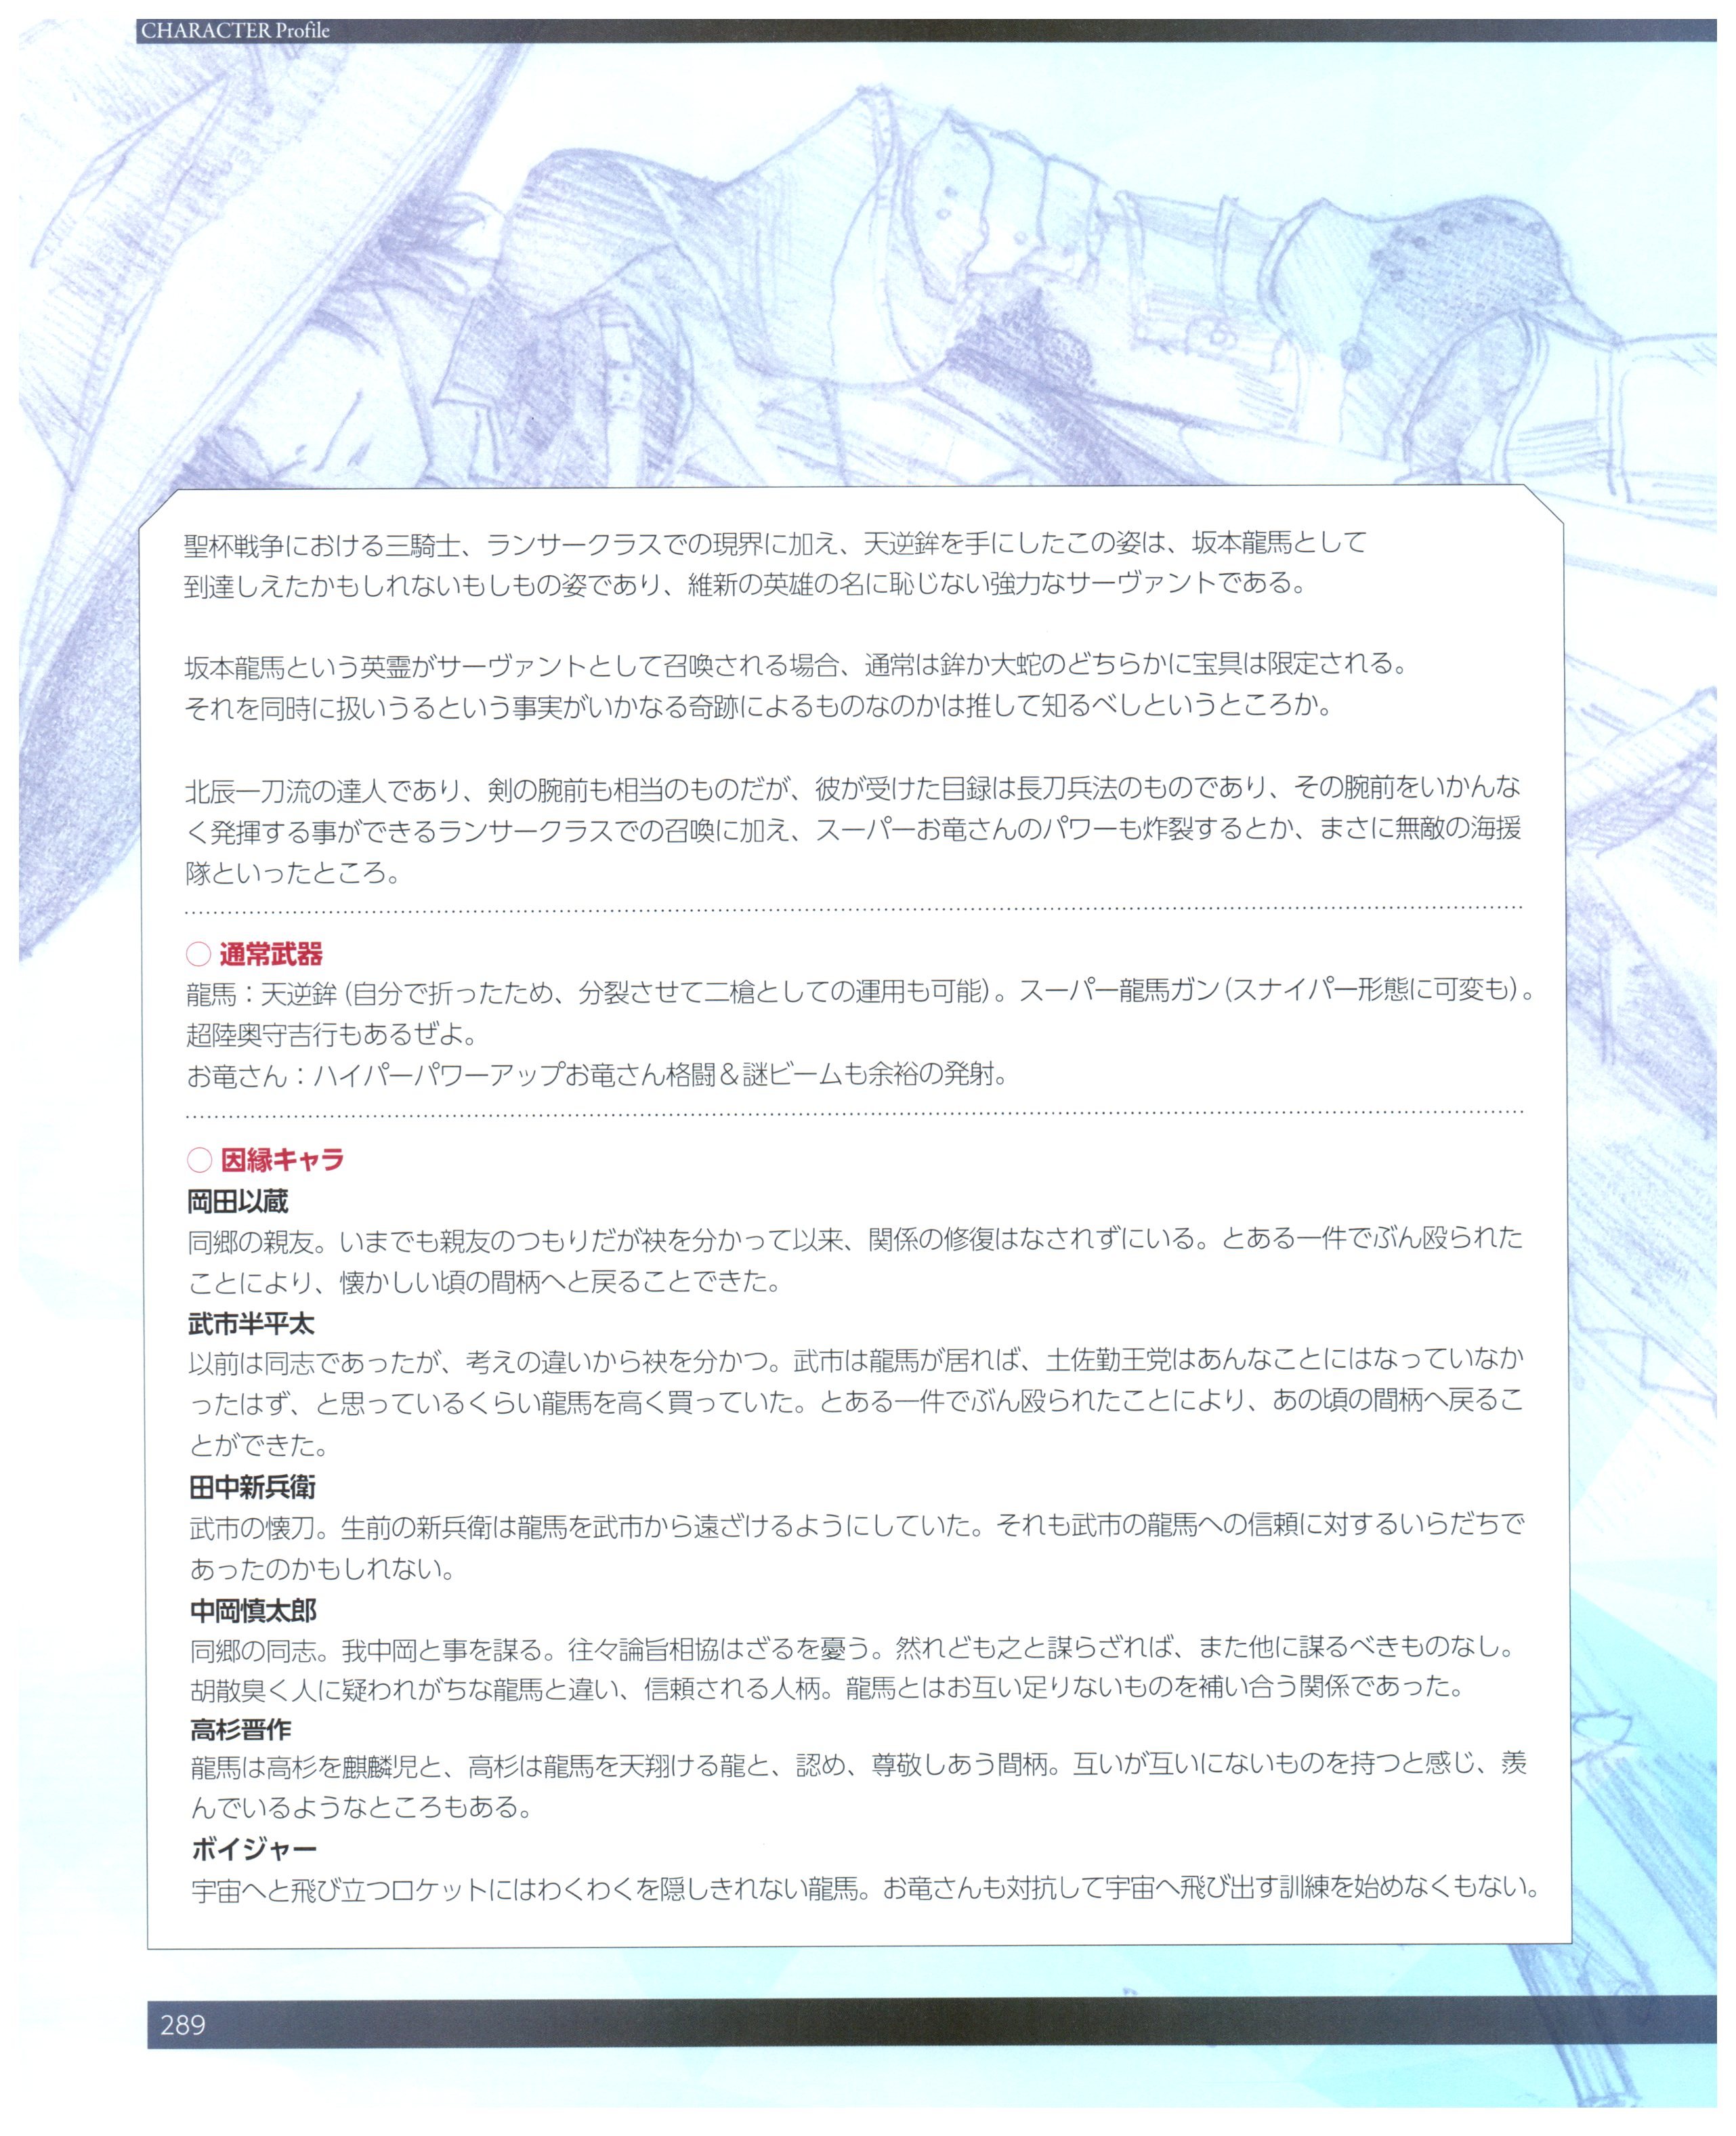 CHARACTER Profile
聖杯戦争における三騎士、ランサークラスでの現界に加え、天逆鉾を手にしたこの姿は、坂本龍馬として
到達しえたかもしれないもしもの姿であり、維新の英雄の名に恥じない強力なサーヴァントである。
坂本龍馬という英霊がサーヴァントとして召喚される場合、通常は鉾か大蛇のどちらかに宝具は限定される。
それを同時に扱いうるという事実がいかなる奇跡によるものなのかは推して知るべしというところか。
北辰一刀流の達人であり、剣の腕前も相当のものだが、彼が受けた目録は長刀兵法のものであり、その腕前をいかんな
く発揮する事ができるランサークラスでの召喚に加え、スーパーお竜さんのパワーも炸裂するとか、まさに無敵の海援
隊といったところ。
○ 通常武器
龍馬：天逆鉾（自分で折ったため、分裂させて二槍としての運用も可能）。スーパー龍馬ガン（スナイパー形態に可変も）。
超陸奥守吉行もあるぜよ。
お竜さん：ハイパーパワーアップお竜さん格闘＆謎ビームも余裕の発射。
○ 因縁キャラ
岡田以蔵
同郷の親友。いまでも親友のつもりだが袂を分かって以来、関係の修復はなされずにいる。とある一件でぶん殴られた
ことにより、懐かしい頃の間柄へと戻ることできた。
武市半平太
以前は同志であったが、考えの違いから袂を分かつ。武市は龍馬が居れば、土佐勤王党はあんなことにはなっていなか
ったはず、と思っているくらい龍馬を高く買っていた。とある一件でぶん殴られたことにより、あの頃の間柄へ戻るこ
とができた。
田中新兵衛
武市の懐刀。生前の新兵衛は龍馬を武市から遠ざけるようにしていた。それも武市の龍馬への信頼に対するいらだちで
あったのかもしれない。
中岡慎太郎
同郷の同志。我中岡と事を謀る。往々論旨相協はざるを憂う。然れども之と謀らざれば、また他に謀るべきものなし。
胡散臭く人に疑われがちな龍馬と違い、信頼される人柄。龍馬とはお互い足りないものを補い合う関係であった。
高杉晋作
龍馬は高杉を麒麟児と、高杉は龍馬を天翔ける龍と、認め、尊敬しあう間柄。互いが互いにないものを持つと感じ、羨
んでいるようなところもある。
ボイジャー
宇宙へと飛び立つロケットにはわくわくを隠しきれない龍馬。お竜さんも対抗して宇宙へ飛び出す訓練を始めなくもない。
289